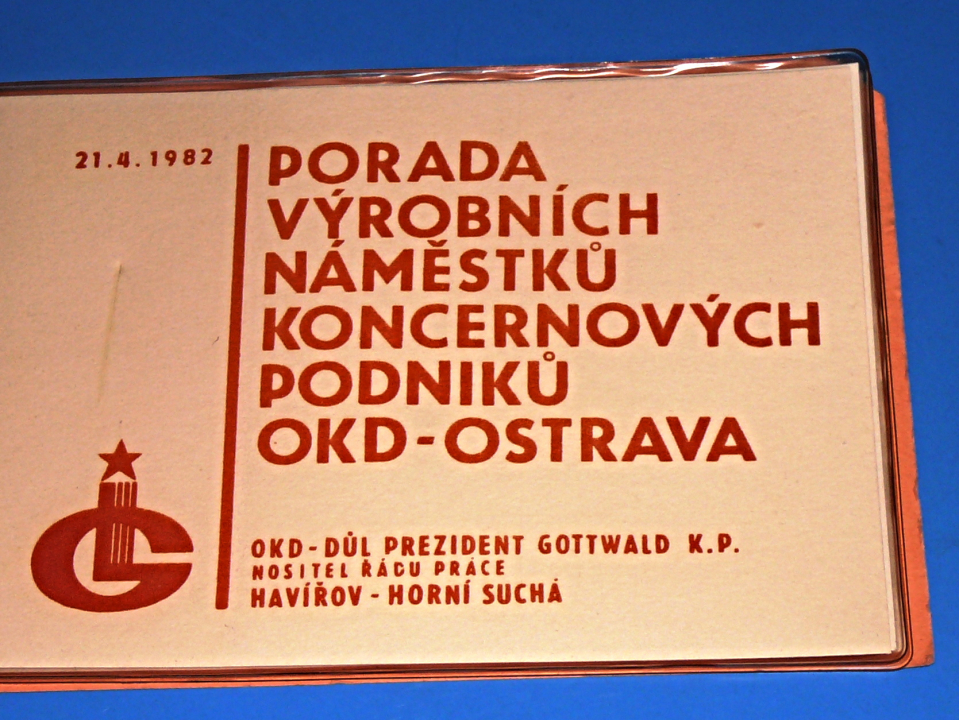 21.4.1982
PORADA
VÝROBNÍCH
NÁMĚSTKŮ
KONCERNOVÝCH
PODNIKŮ
OKD-OSTRAVA
OKD-DŮL PREZIDENT GOTTWALD K.P.
NOSITEL ŘÁDU PRÁCE
HAVÍŘOV - HORNÍ SUCHÁ